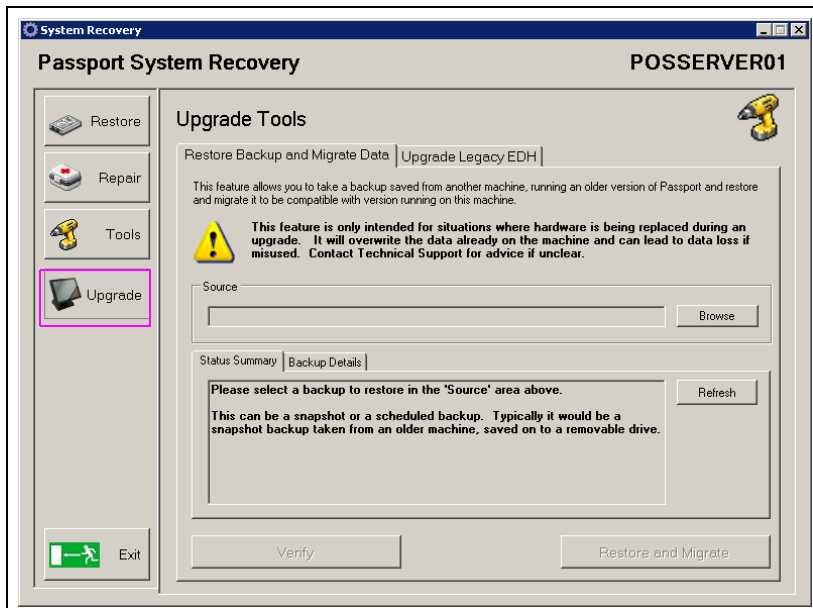 System Recovery
Passport System Recovery
POSSERVER01
Restore
Repair
Tools
Upgrade
Exit
Upgrade Tools
Restore Backup and Migrate Data
Upgrade Legacy EDH
This feature allows you to take a backup saved from another machine, running an older version of Passport and restore
and migrate it to be compatible with version running on this machine.
This feature is only intended for situations where hardware is being replaced during an
upgrade. It will overwrite the data already on the machine and can lead to data loss if
misused. Contact Technical Support for advice if unclear.
Source
Browse
Status Summary
Backup Details
Please select a backup to restore in the 'Source' area above.
This can be a snapshot or a scheduled backup. Typically it would be a
snapshot backup taken from an older machine, saved on to a removable drive.
Refresh
Verify
Restore and Migrate